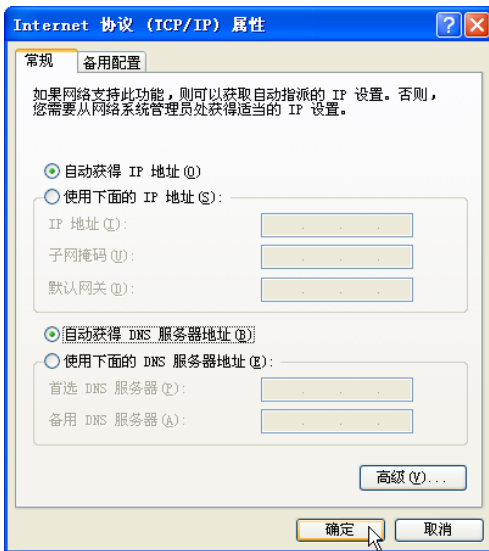 Internet 协议 (TCP/IP) 属性
常规
备用配置
如果网络支持此功能，则可以获取自动指派的 IP 设置。否则，
您需要从网络系统管理员处获得适当的 IP 设置。
自动获得 IP 地址(O)
使用下面的 IP 地址(S):
IP 地址(I):
子网掩码(U):
默认网关(D):
自动获得 DNS 服务器地址(B)
使用下面的 DNS 服务器地址(E):
首选 DNS 服务器(P):
备用 DNS 服务器(A):
高级(V)...
确定
取消